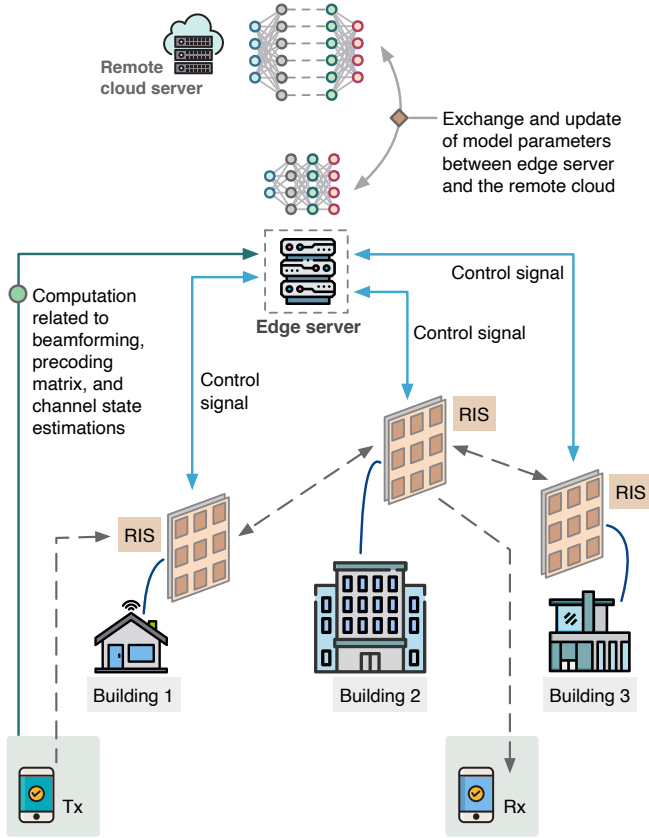 Remote
cloud server
Exchange and update
of model parameters
between edge server
and the remote cloud
Control signal
Computation
related to
beamforming,
precoding
matrix, and
channel state
estimations
Edge server
Control signal
Control
signal
RIS
RIS
RIS
Building 1
Building 2
Building 3
Tx
Rx